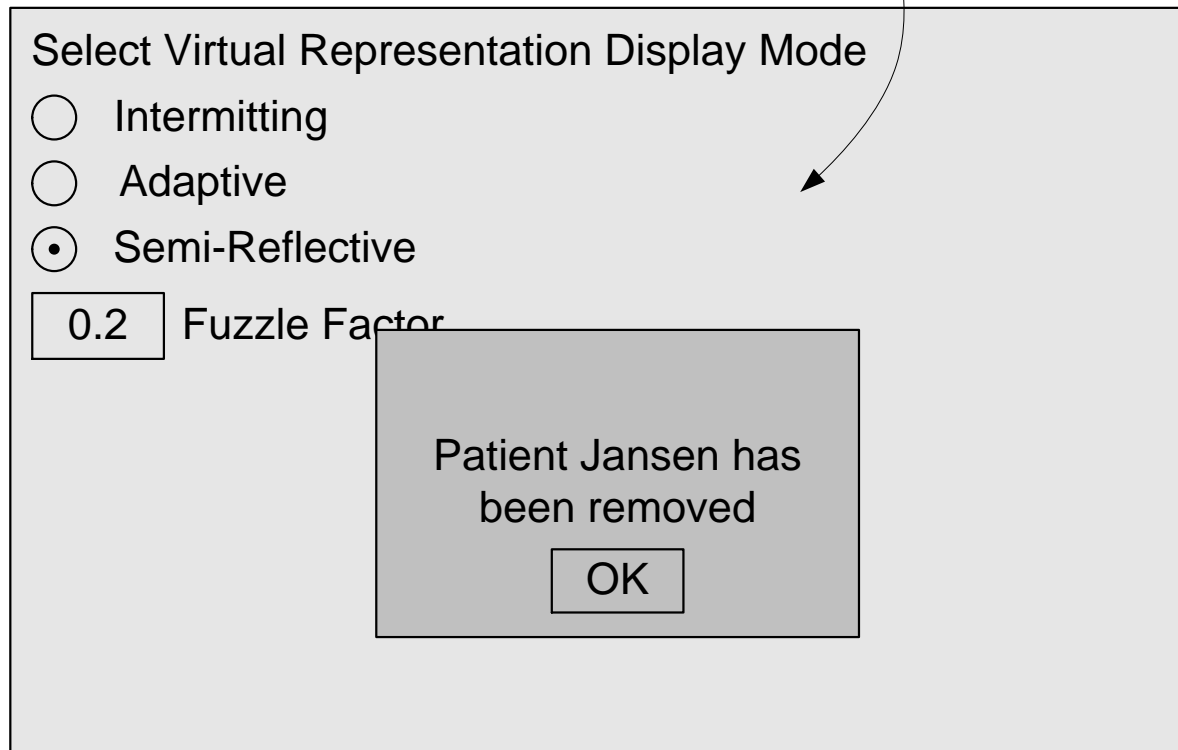 Select Virtual Representation Display Mode
Intermitting
Adaptive
Semi-Reflective
0.2 Fuzzle Factor
Patient Jansen has
been removed
OK